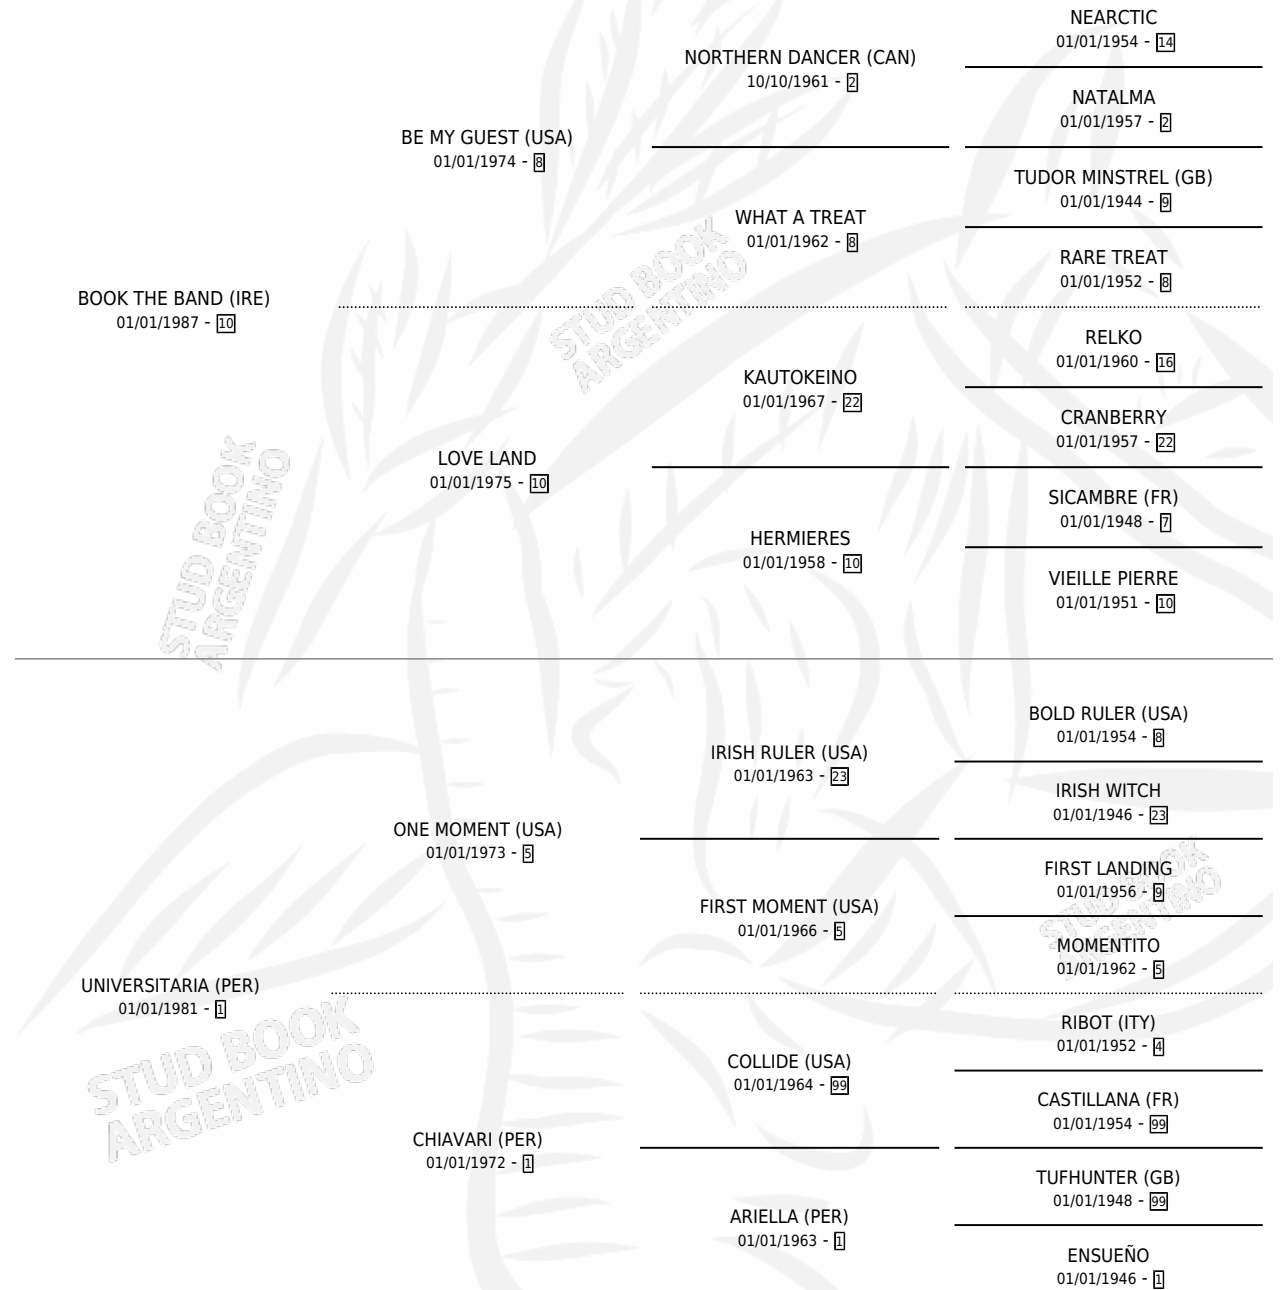 NEARCTIC
01/01/1954 - 14
NORTHERN DANCER (CAN)
10/10/1961 - 2
NATALMA
01/01/1957 - 2
BE MY GUEST (USA)
01/01/1974 - 8
TUDOR MINSTREL (GB)
01/01/1944 - 9
WHAT A TREAT
01/01/1962 - 8
RARE TREAT
01/01/1952 - 8
STUD BOOK
ARGENTINO
BOOK THE BAND (IRE)
01/01/1987 - 10
RELKO
01/01/1960 - 16
KAUTOKEINO
01/01/1967 - 22
CRANBERRY
01/01/1957 - 22
LOVE LAND
01/01/1975 - 10
SICAMBRE (FR)
01/01/1948 - 7
HERMIERES
01/01/1958 - 10
VIEILLE PIERRE
01/01/1951 - 10
STUD BOOK
ARGENTINO
BOLD RULER (USA)
01/01/1954 - 8
IRISH RULER (USA)
01/01/1963 - 23
IRISH WITCH
01/01/1946 - 23
ONE MOMENT (USA)
01/01/1973 - 5
FIRST LANDING
01/01/1956 - 9
FIRST MOMENT (USA)
01/01/1966 - 5
MOMENTITO
01/01/1962 - 5
STUD BOOK
ARGENTINO
UNIVERSITARIA (PER)
01/01/1981 - 1
RIBOT (ITY)
01/01/1952 - 4
COLLIDE (USA)
01/01/1964 - 99
CASTILLANA (FR)
01/01/1954 - 99
STUD BOOK
ARGENTINO
CHIAVARI (PER)
01/01/1972 - 1
TUFHUNTER (GB)
01/01/1948 - 99
ARIELLA (PER)
01/01/1963 - 1
ENSUEÑO
01/01/1946 - 1